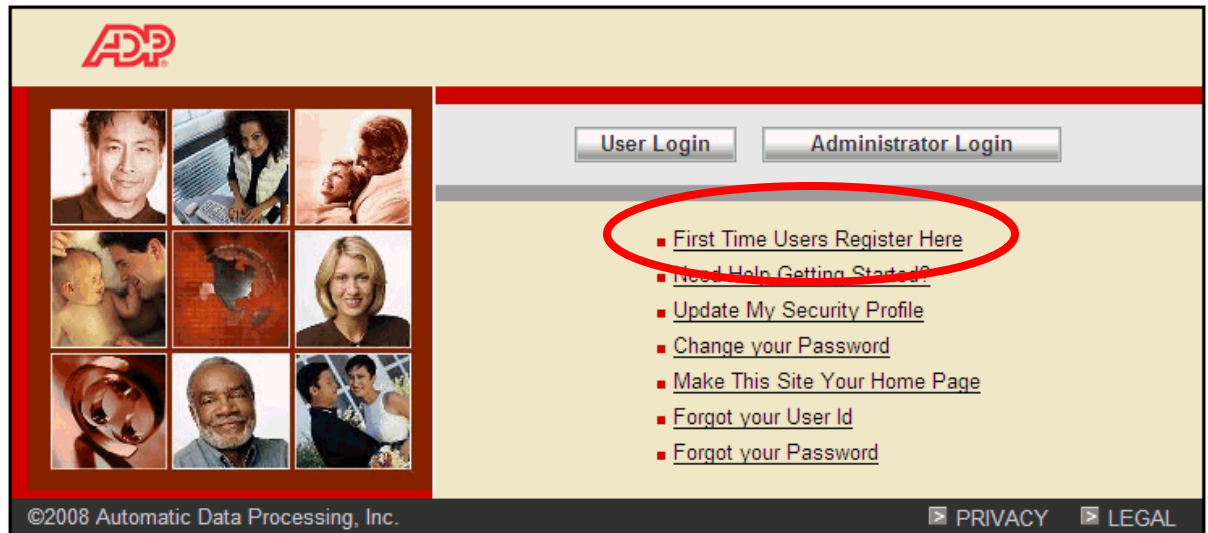 ADP
User Login Administrator Login
First Time Users Register Here
Need Help Getting Started?
Update My Security Profile
Change your Password
Make This Site Your Home Page
Forgot your User Id
Forgot your Password
©2008 Automatic Data Processing, Inc. PRIVACY LEGAL